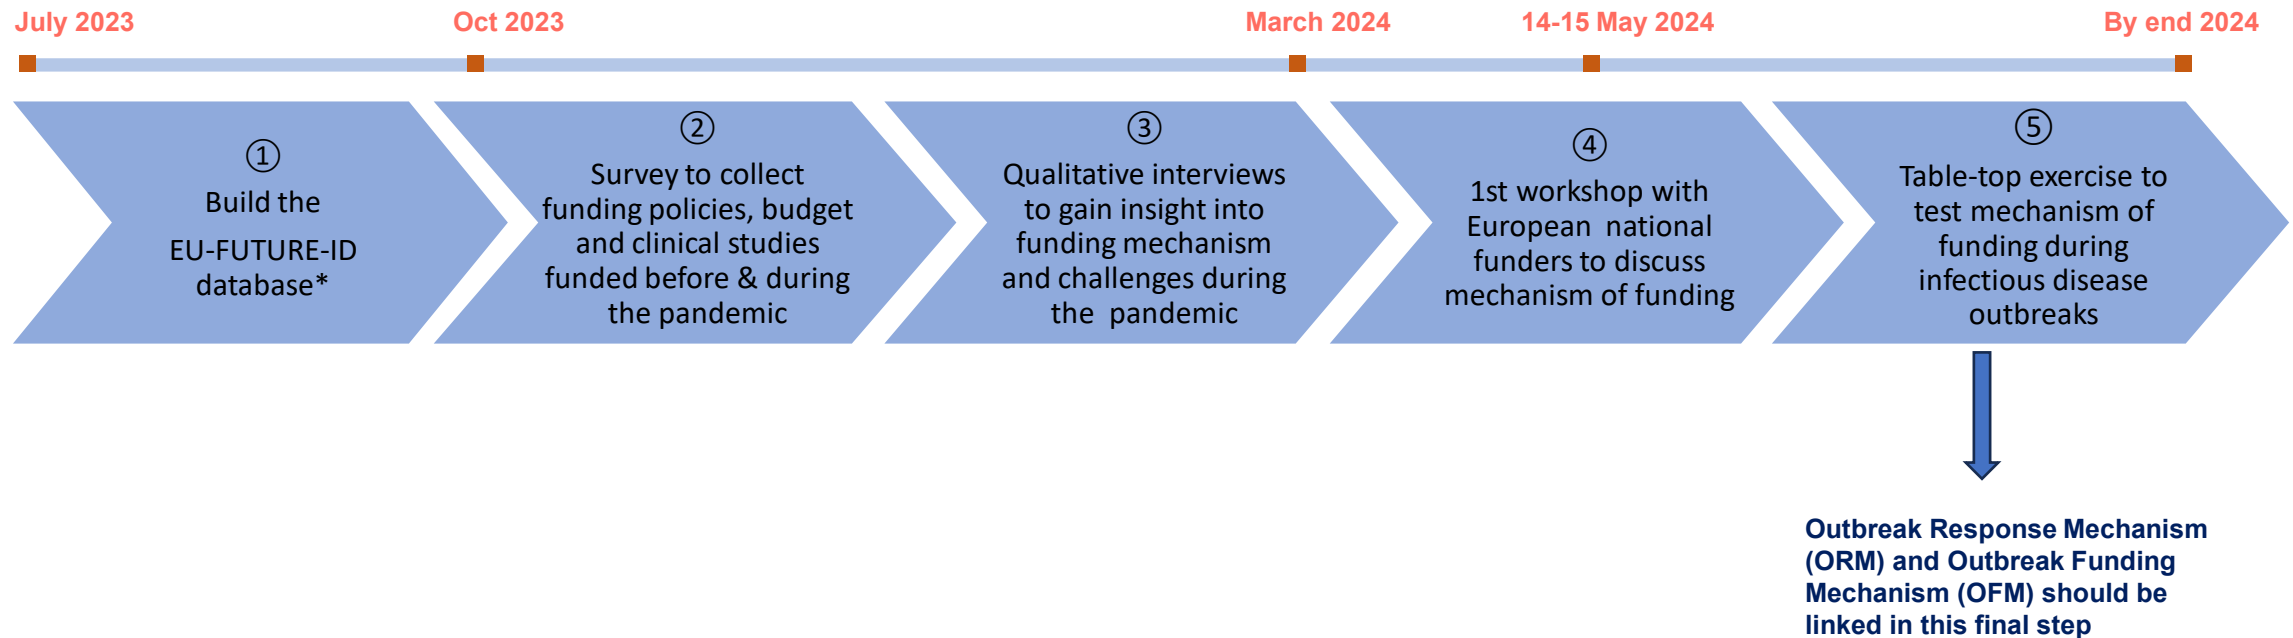 July 2023
Oct 2023
March 2024
14-15 May 2024
By end 2024
①
Build the
EU-FUTURE-ID
database*
②
Survey to collect
funding policies, budget
and clinical studies
funded before & during
the pandemic
③
Qualitative interviews
to gain insight into
funding mechanism
and challenges during
the pandemic
④
1st workshop with
European national
funders to discuss
mechanism of funding
⑤
Table-top exercise to
test mechanism of
funding during
infectious disease
outbreaks
Outbreak Response Mechanism
(ORM) and Outbreak Funding
Mechanism (OFM) should be
linked in this final step